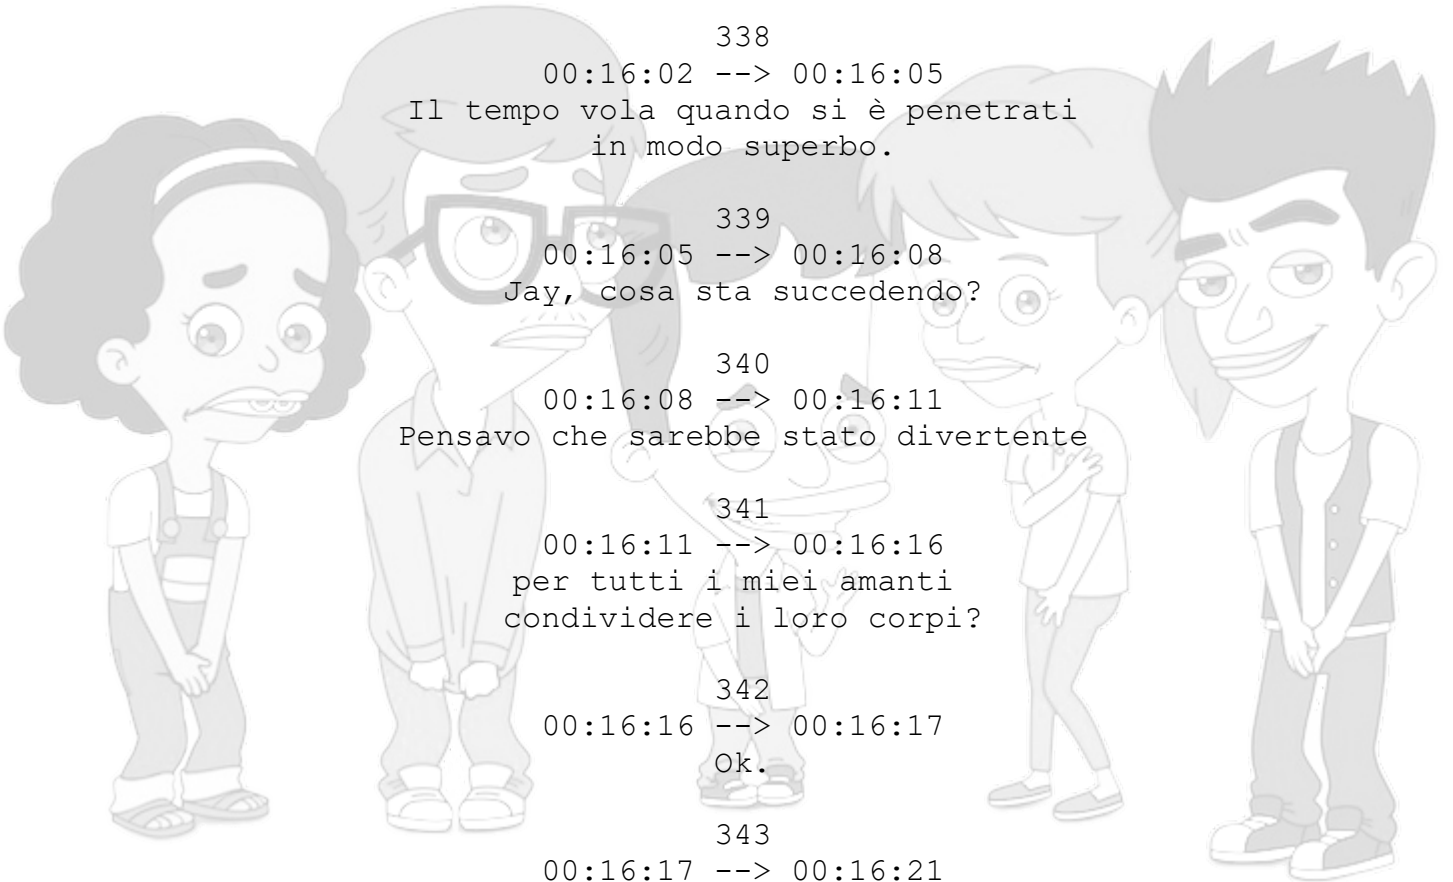 338
00:16:02 --> 00:16:05
Il tempo vola quando si è penetrati
in modo superbo.
339
00:16:05 --> 00:16:08
Jay, cosa sta succedendo?
340
00:16:08 --> 00:16:11
Pensavo che sarebbe stato divertente
341
00:16:11 --> 00:16:16
per tutti i miei amanti
condividere i loro corpi?
342
00:16:16 --> 00:16:17
Ok.
343
00:16:17 --> 00:16:21